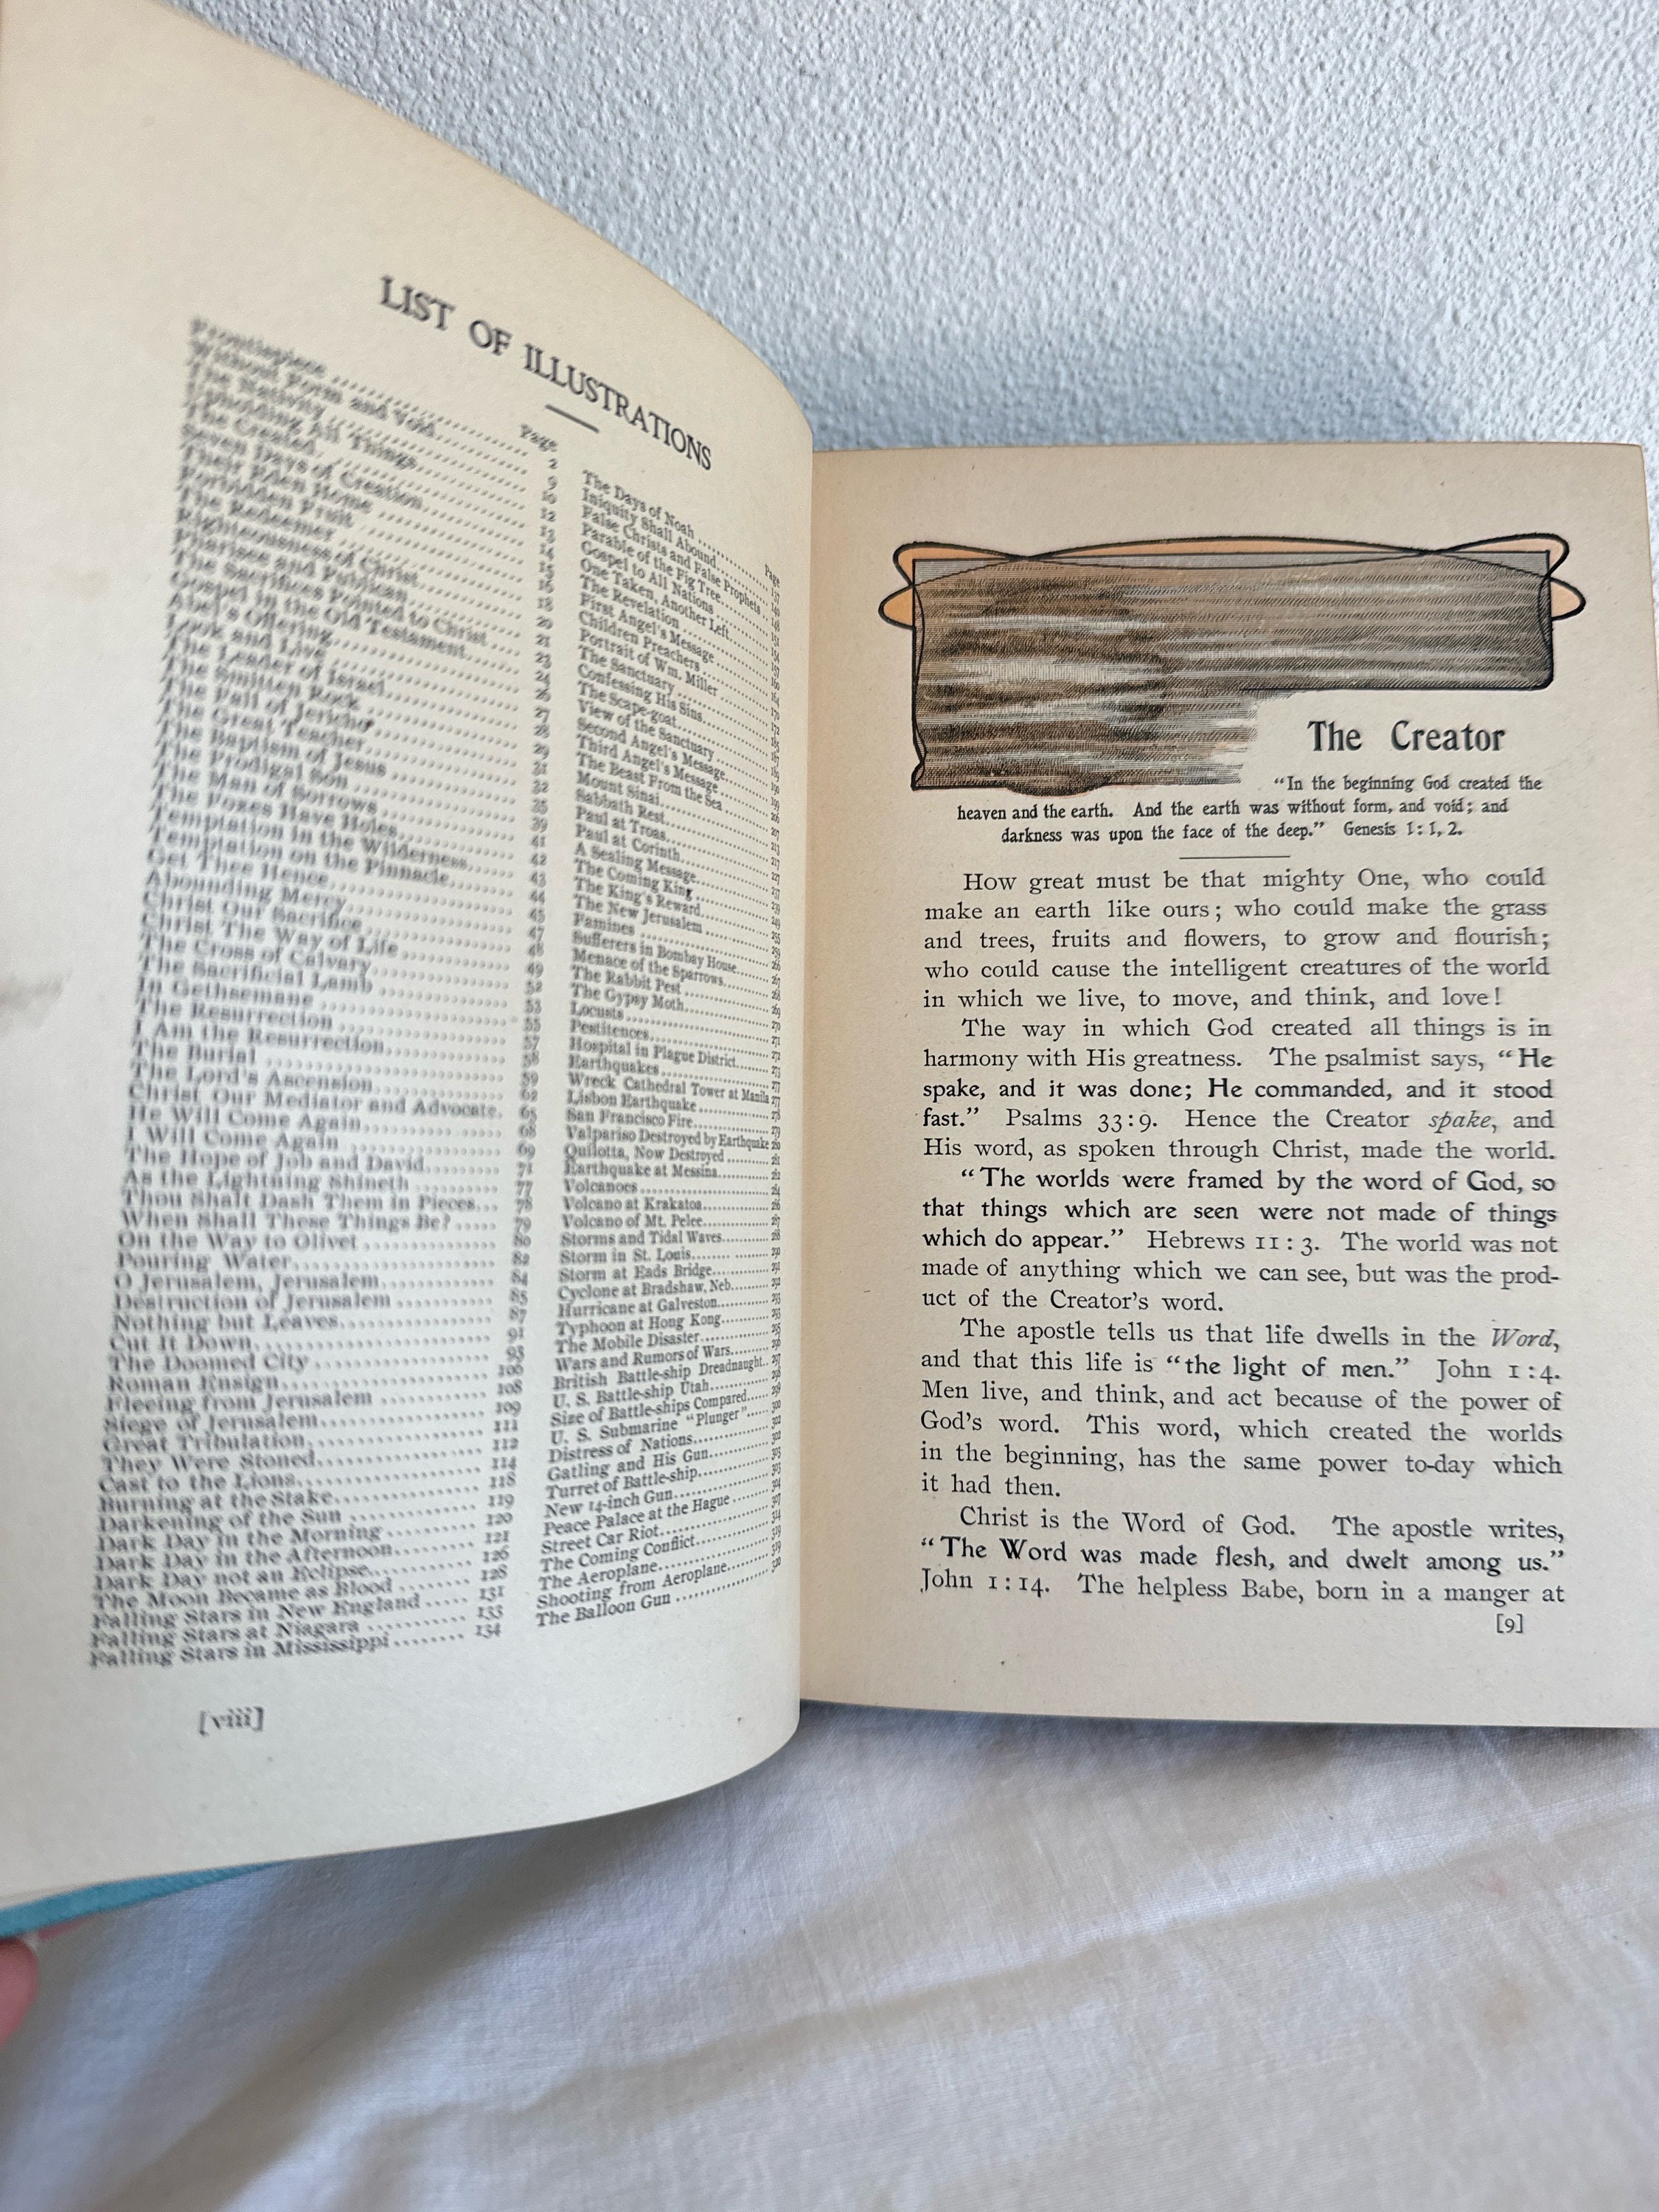 LIST OF ILLUSTRATIONS
Page
Frontispiece 2
Without Form and Void 9
The Nativity 10
Upholding All Things 12
The Created 13
Seven Days of Creation 14
Their Eden Home 15
Forbidden Fruit 16
The Redeemer 18
Righteousness of Christ 20
Pharisee and Publican 21
The Sacrifices Pointed to Christ 23
Gospel in the Old Testament 24
Abel's Offering 26
Look and Live 27
The Leader of Israel 28
The Smitten Rock 29
The Fall of Jericho 31
The Great Teacher 32
The Baptism of Jesus 35
The Prodigal Son 39
The Man of Sorrows 41
The Foxes Have Holes 42
Temptation in the Wilderness 43
Temptation on the Pinnacle 44
Get Thee Hence 45
Abounding Mercy 47
Christ Our Sacrifice 48
Christ The Way of Life 49
The Cross of Calvary 52
The Sacrificial Lamb 53
In Gethsemane 55
The Resurrection 57
I Am the Resurrection 58
The Burial 59
The Lord's Ascension 62
Christ Our Mediator and Advocate. 65
He Will Come Again 68
I Will Come Again 69
The Hope of Job and David 71
As the Lightning Shineth 77
Thou Shalt Dash Them in Pieces 78
When Shall These Things Be? 79
On the Way to Olivet 80
Pouring Water 82
O Jerusalem, Jerusalem 84
Destruction of Jerusalem 85
Nothing but Leaves 87
Cut It Down 91
The Doomed City 93
Roman Ensign 106
Fleeing from Jerusalem 108
Siege of Jerusalem 109
Great Tribulation 111
They Were Stoned 112
Cast to the Lions 114
Burning at the Stake 118
Darkening of the Sun 119
Dark Day in the Morning 120
Dark Day in the Afternoon 121
Dark Day not an Eclipse 126
The Moon Became as Blood 128
Falling Stars in New England 131
Falling Stars at Niagara 133
Falling Stars in Mississippi 134
Page
The Days of Noah
Iniquity Shall Abound
False Christs and False Prophets
Parable of the Fig Tree
Gospel to All Nations
One Taken, Another Left
The Revelation
First Angel's Message
Children Preachers
Portrait of Wm. Miller
The Sanctuary
Confessing His Sins
The Scape-goat
View of the Sanctuary
Second Angel's Message
Third Angel's Message
The Beast From the Sea
Mount Sinai
Sabbath Rest
Paul at Troas
Paul at Corinth
A Sealing Message
The Coming King
The King's Reward
The New Jerusalem
Famines
Sufferers in Bombay House
Menace of the Sparrows
The Rabbit Pest
The Gypsy Moth
Locusts
Pestitences
Hospital in Plague District
Earthquakes
Wreck Cathedral Tower at Manila
Lisbon Earthquake
San Francisco Fire
Valpariso Destroyed by Earthquake
Quilotta, Now Destroyed
Earthquake at Messina
Volcanoes
Volcano at Krakatoa
Volcano of Mt. Pelee
Storms and Tidal Waves
Storm in St. Louis
Storm at Eads Bridge
Cyclone at Bradshaw, Neb.
Hurricane at Galveston
Typhoon at Hong Kong
The Mobile Disaster
Wars and Rumors of Wars
British Battle-ship Dreadnaught
U. S. Battle-ship Utah
Size of Battle-ships Compared
U. S. Submarine "Plunger"
Distress of Nations
Gatling and His Gun
Turret of Battle-ship
New 14-inch Gun
Peace Palace at the Hague
Street Car Riot
The Coming Conflict
The Aeroplane
Shooting from Aeroplane
The Balloon Gun
[viii]
The Creator
"In the beginning God created the
heaven and the earth. And the earth was without form, and void; and
darkness was upon the face of the deep." Genesis 1: 1, 2.
How great must be that mighty One, who could
make an earth like ours; who could make the grass
and trees, fruits and flowers, to grow and flourish;
who could cause the intelligent creatures of the world
in which we live, to move, and think, and love!
The way in which God created all things is in
harmony with His greatness. The psalmist says, "He
spake, and it was done; He commanded, and it stood
fast." Psalms 33:9. Hence the Creator spake, and
His word, as spoken through Christ, made the world.
"The worlds were framed by the word of God, so
that things which are seen were not made of things
which do appear." Hebrews 11:3. The world was not
made of anything which we can see, but was the prod-
uct of the Creator's word.
The apostle tells us that life dwells in the Word,
and that this life is "the light of men." John 1:4.
Men live, and think, and act because of the power of
God's word. This word, which created the worlds
in the beginning, has the same power to-day which
it had then.
Christ is the Word of God. The apostle writes,
"The Word was made flesh, and dwelt among us."
John 1:14. The helpless Babe, born in a manger at
[9]